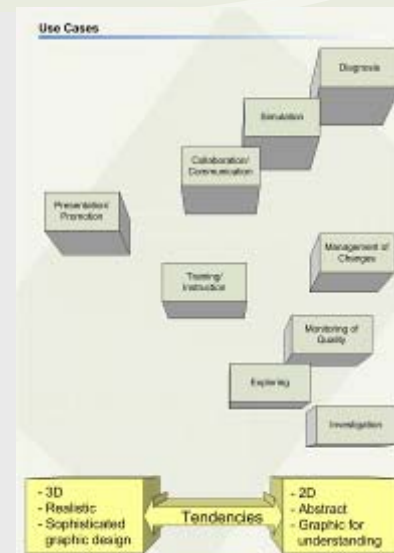 Use Cases
Diagnosis
Simulation
Collaboration/
Communication
Presentation/
Promotion
Management of
Changes
Training/
Instruction
Monitoring of
Quality
Exploring
Investigation
- 3D
- Realistic
- Sophisticated
graphic design
Tendencies
- 2D
- Abstract
- Graphic for
understanding